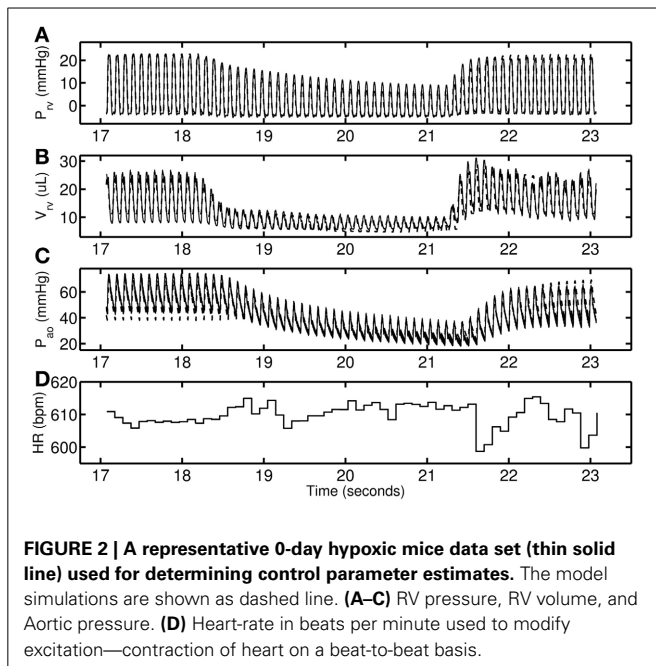 A
P_rv (mmHg)
20
10
0
17 18 19 20 21 22 23
B
V_rv (uL)
30
20
10
17 18 19 20 21 22 23
C
P_ao (mmHg)
60
40
20
17 18 19 20 21 22 23
D
HR (bpm)
620
610
600
17 18 19 20 21 22 23
Time (seconds)
FIGURE 2 | A representative 0-day hypoxic mice data set (thin solid
line) used for determining control parameter estimates. The model
simulations are shown as dashed line. (A–C) RV pressure, RV volume, and
Aortic pressure. (D) Heart-rate in beats per minute used to modify
excitation—contraction of heart on a beat-to-beat basis.